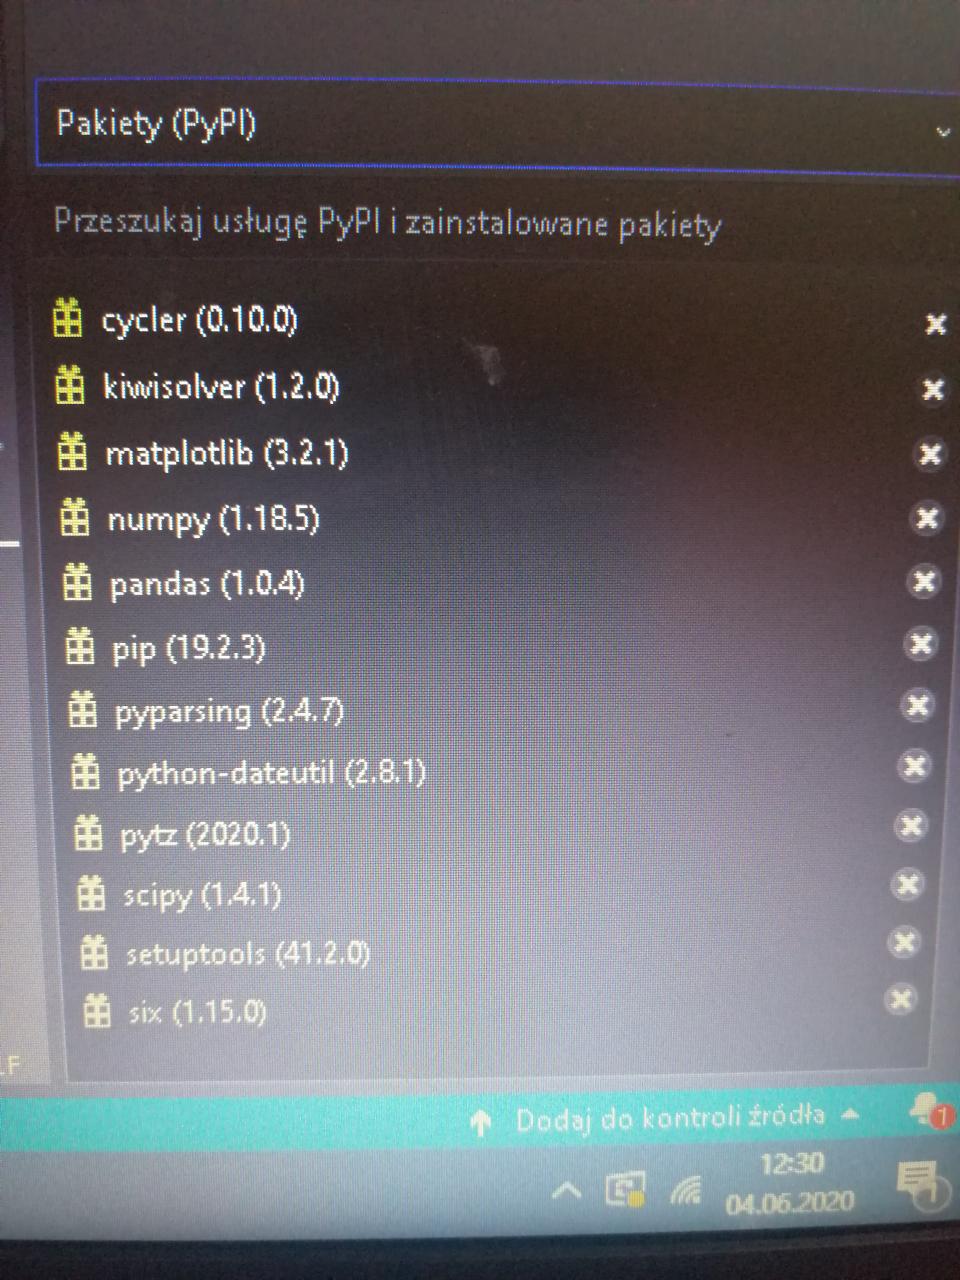 Pakiety (PyPI)
Przeszukaj usługę PyPI i zainstalowane pakiety
cycler (0.10.0)
kiwisolver (1.2.0)
matplotlib (3.2.1)
numpy (1.18.5)
pandas (1.0.4)
pip (19.2.3)
pyparsing (2.4.7)
python-dateutil (2.8.1)
pytz (2020.1)
scipy (1.4.1)
setuptools (41.2.0)
six (1.15.0)
LF
Dodaj do kontroli źródła
1
12:30
04.06.2020
1